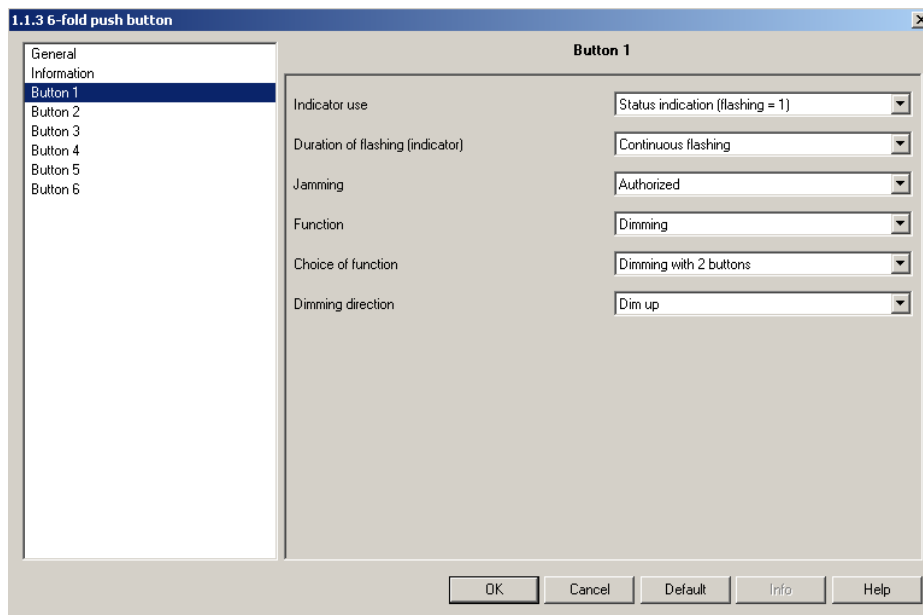 1.1.3 6-fold push button
General
Information
Button 1
Button 2
Button 3
Button 4
Button 5
Button 6
Button 1
Indicator use Status indication (flashing = 1)
Duration of flashing (indicator) Continuous flashing
Jamming Authorized
Function Dimming
Choice of function Dimming with 2 buttons
Dimming direction Dim up
OK Cancel Default Info Help